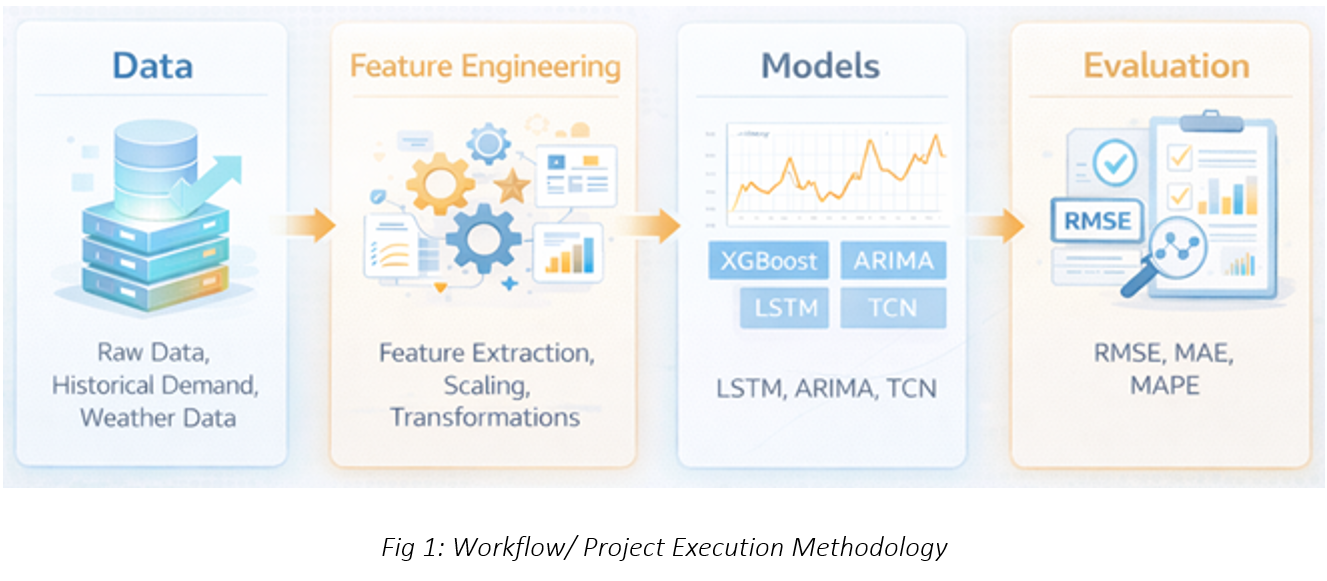 Data
Feature Engineering
Models
Evaluation
XGBoost
ARIMA
LSTM
TCN
RMSE
Raw Data,
Historical Demand,
Weather Data
Feature Extraction,
Scaling,
Transformations
LSTM, ARIMA, TCN
RMSE, MAE,
MAPE
Fig 1: Workflow/ Project Execution Methodology